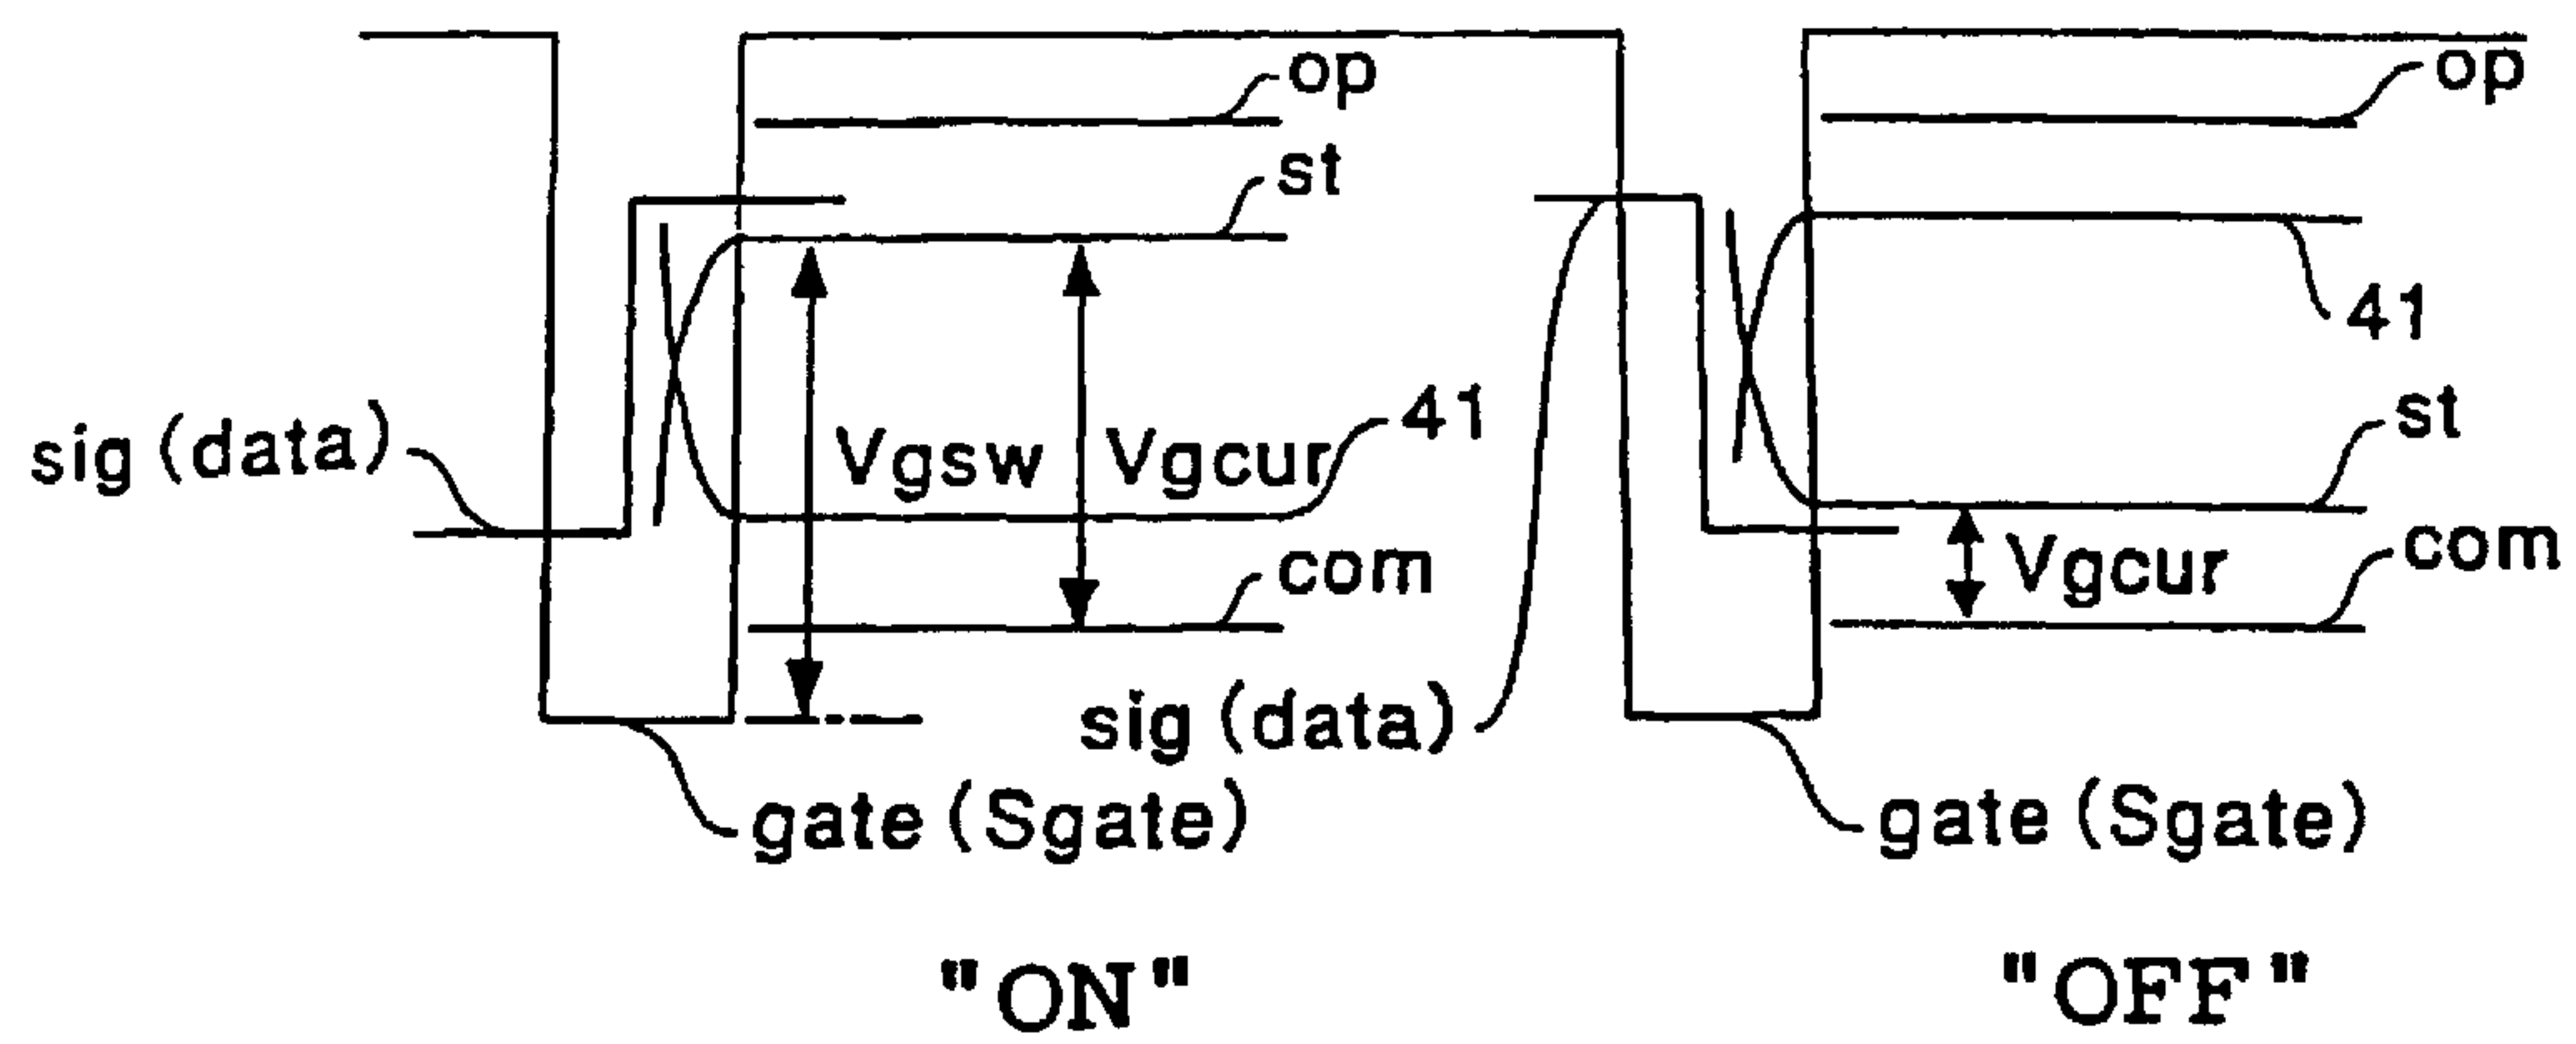 op
op
st
41
41
st
sig (data)
Vgsw
Vgcur
com
com
Vgcur
sig (data)
gate (Sgate)
gate (Sgate)
"ON"
"OFF"